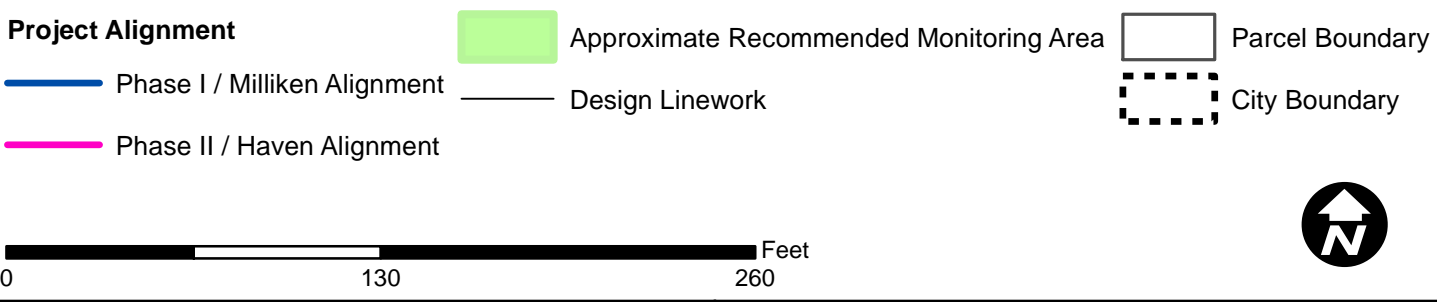 Project Alignment
Phase I / Milliken Alignment
Phase II / Haven Alignment
Approximate Recommended Monitoring Area
Design Linework
Parcel Boundary
City Boundary
Feet
0 130 260
N